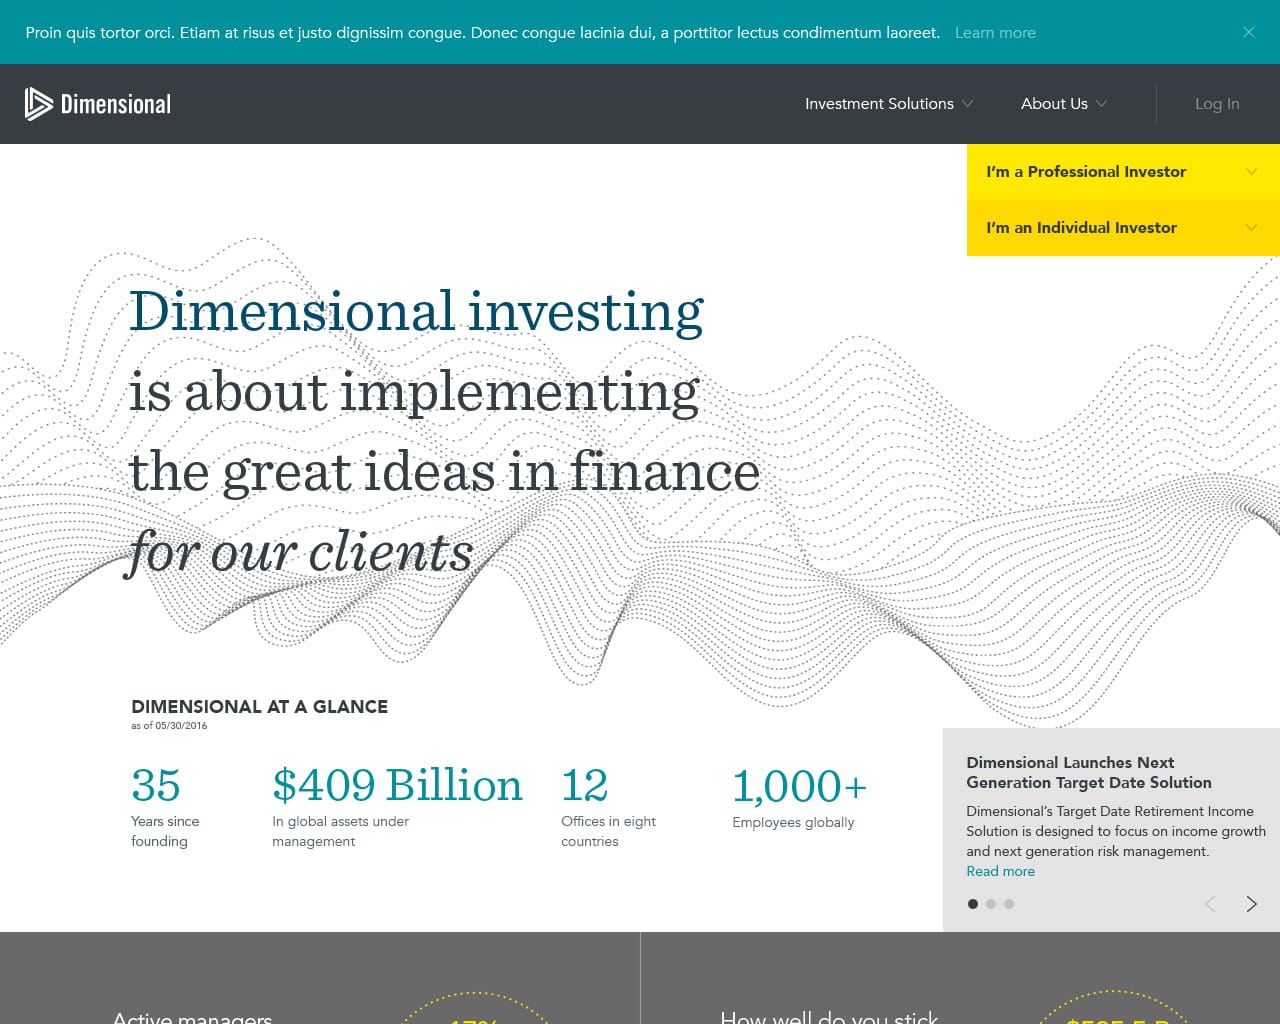 Proin quis tortor orci. Etiam at risus et justo dignissim congue. Donec congue lacinia dui, a porttitor lectus condimentum laoreet. Learn more
Dimensional
Investment Solutions
About Us
Log In
I’m a Professional Investor
I’m an Individual Investor
Dimensional investing
is about implementing
the great ideas in finance
for our clients
DIMENSIONAL AT A GLANCE
as of 05/30/2016
35
Years since
founding
$409 Billion
In global assets under
management
12
Offices in eight
countries
1,000+
Employees globally
Dimensional Launches Next
Generation Target Date Solution
Dimensional’s Target Date Retirement Income
Solution is designed to focus on income growth
and next generation risk management.
Read more
Active managers
How well do you stick